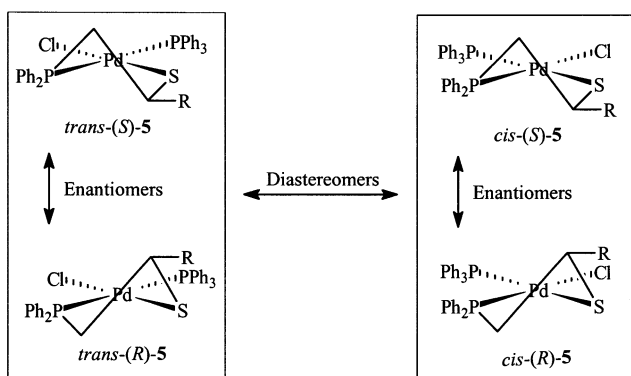 Cl
PPh3
Pd
Ph2P
S
R
trans-(S)-5
Ph3P
Cl
Pd
Ph2P
S
R
cis-(S)-5
Enantiomers
Diastereomers
Enantiomers
R
Cl
PPh3
Pd
Ph2P
S
trans-(R)-5
R
Ph3P
Cl
Pd
Ph2P
S
cis-(R)-5